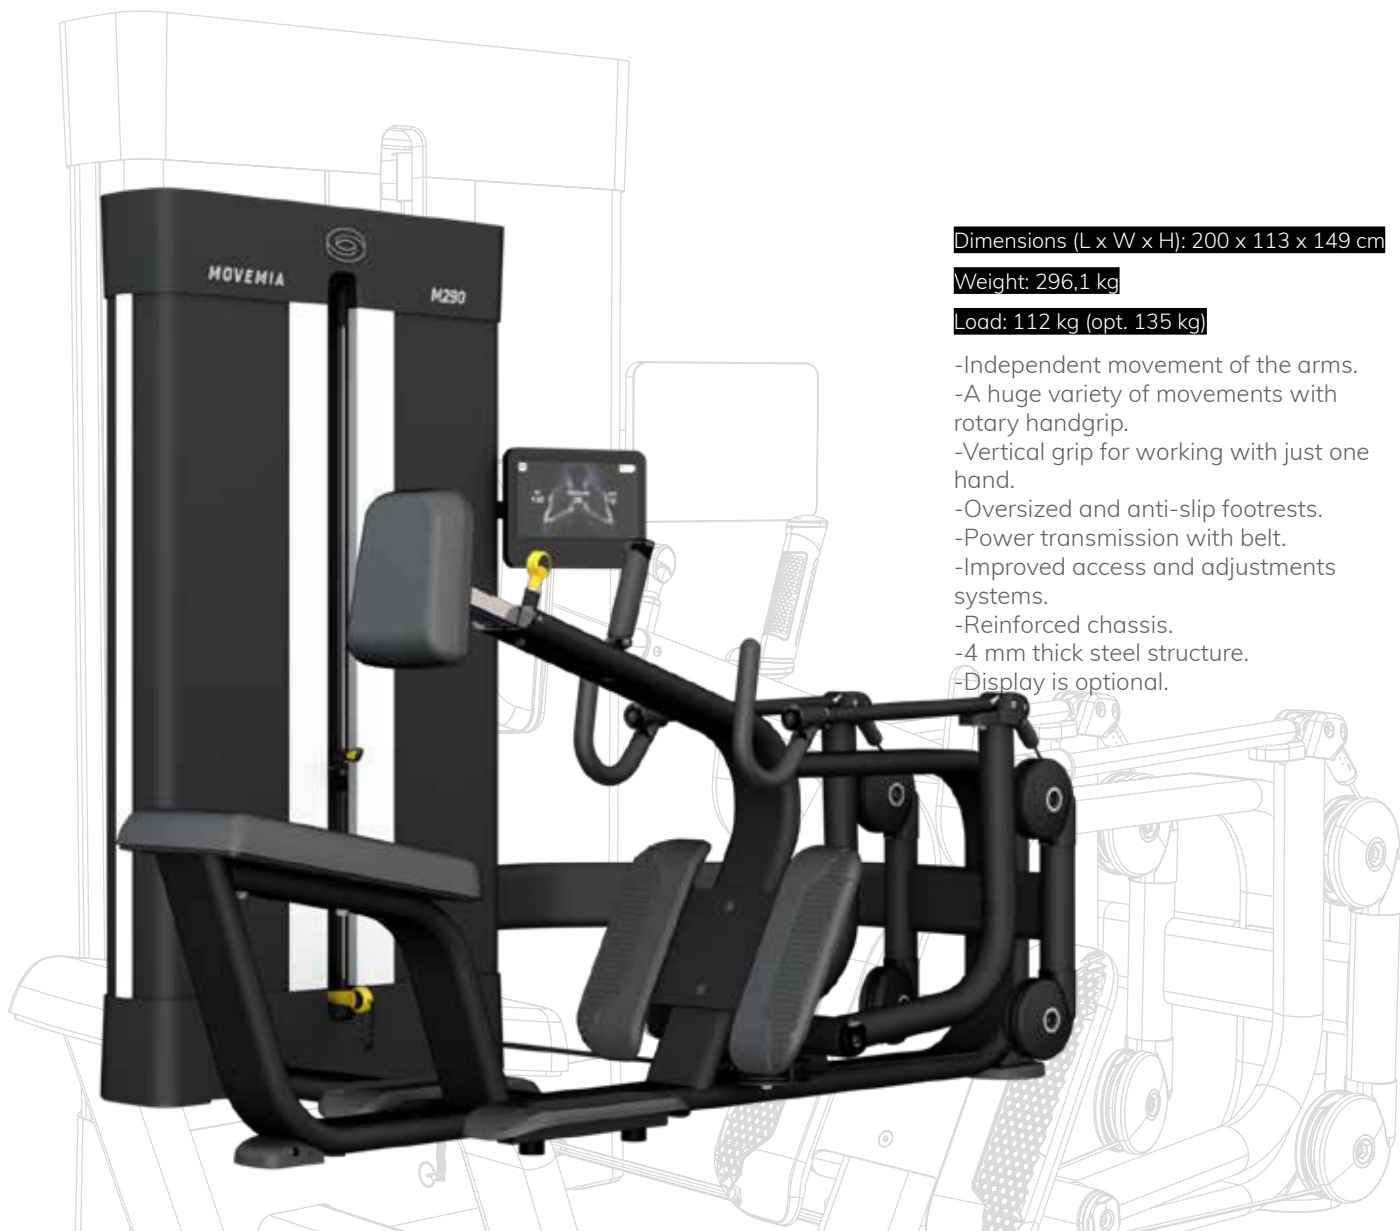 MOVEMIA
M290
Dimensions (L x W x H): 200 x 113 x 149 cm
Weight: 296,1 kg
Load: 112 kg (opt. 135 kg)
-Independent movement of the arms.
-A huge variety of movements with
rotary handgrip.
-Vertical grip for working with just one
hand.
-Oversized and anti-slip footrests.
-Power transmission with belt.
-Improved access and adjustments
systems.
-Reinforced chassis.
-4 mm thick steel structure.
-Display is optional.